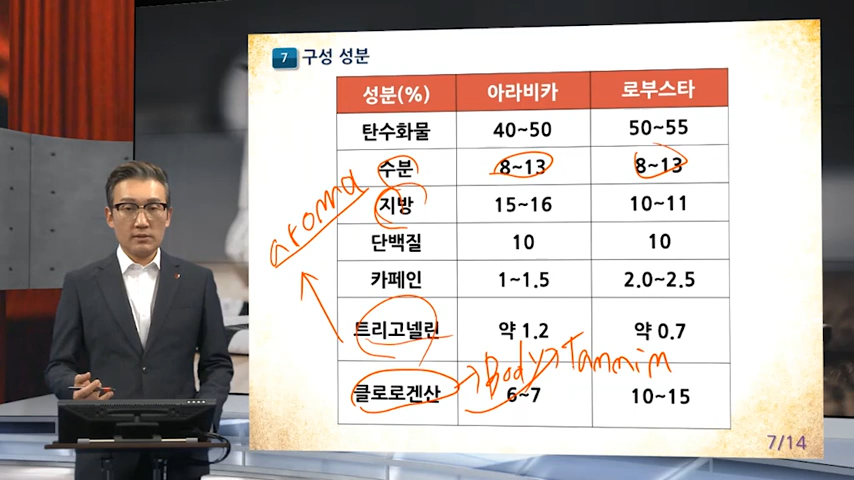 7 구성 성분
성분(%) 아라비카 로부스타
탄수화물 40~50 50~55
수분 8~13 8~13
지방 15~16 10~11
단백질 10 10
카페인 1~1.5 2.0~2.5
트리고넬린 약 1.2 약 0.7
클로로겐산 6~7 10~15
aroma
Body Tannin
7/14